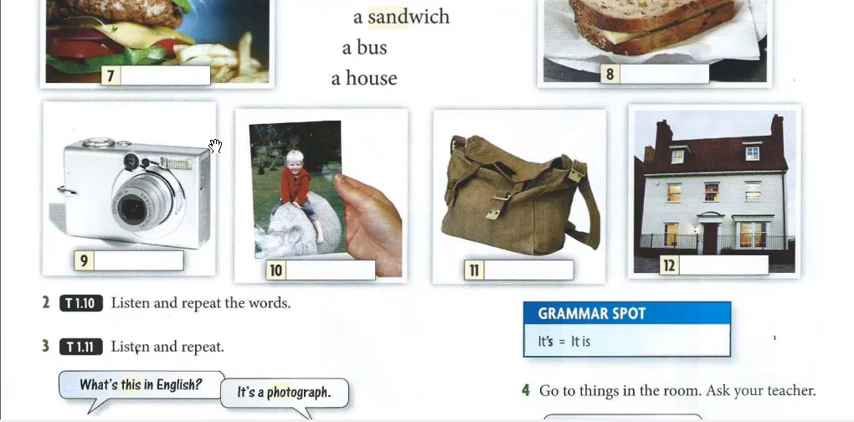 a sandwich
a bus
a house
7
8
9
10
11
12
2 T 1.10 Listen and repeat the words.
3 T 1.11 Listen and repeat.
What's this in English?
It's a photograph.
GRAMMAR SPOT
It's = It is
4 Go to things in the room. Ask your teacher.